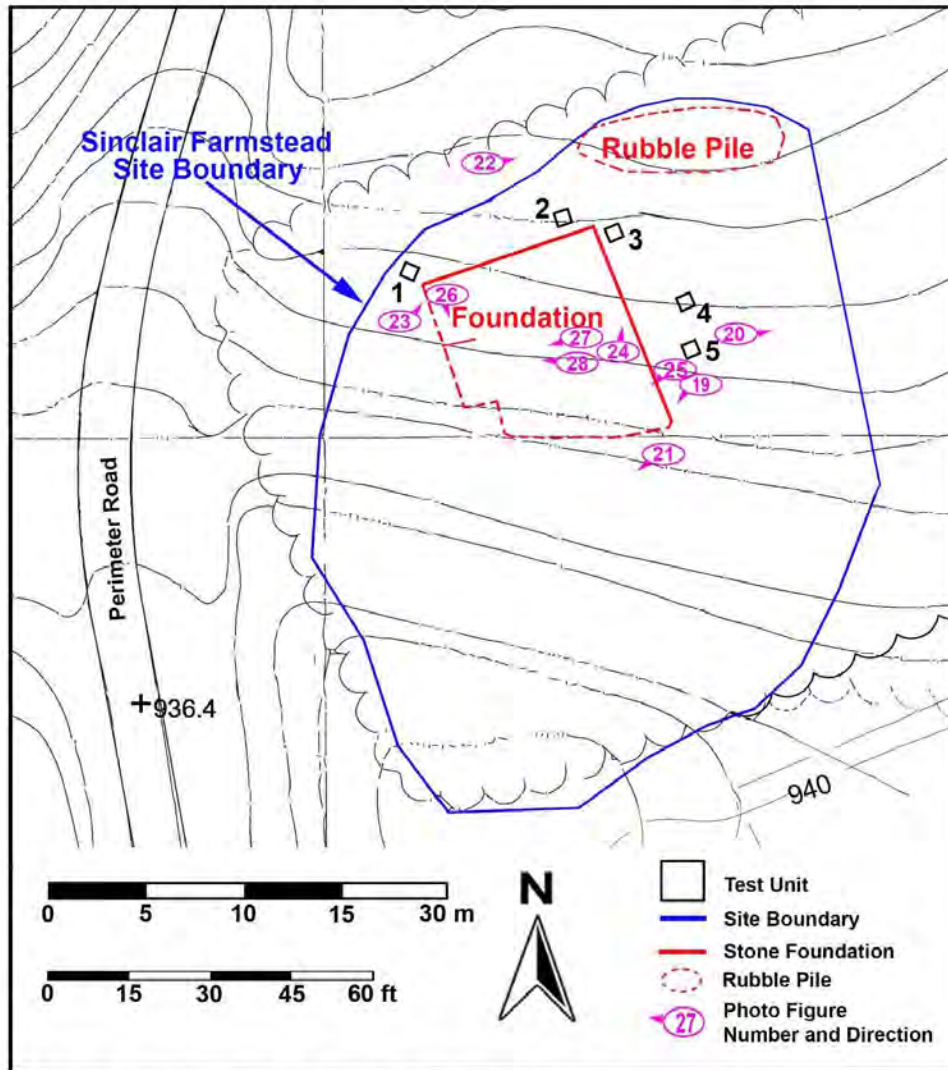 Sinclair Farmstead
Site Boundary
22
Rubble Pile
2
3
1
26
23
Foundation
4
27
24
20
28
5
25
19
21
Perimeter Road
936.4
940
N
0 5 10 15 20 30 m
0 15 30 45 60 ft
Test Unit
Site Boundary
Stone Foundation
Rubble Pile
27
Photo Figure
Number and Direction